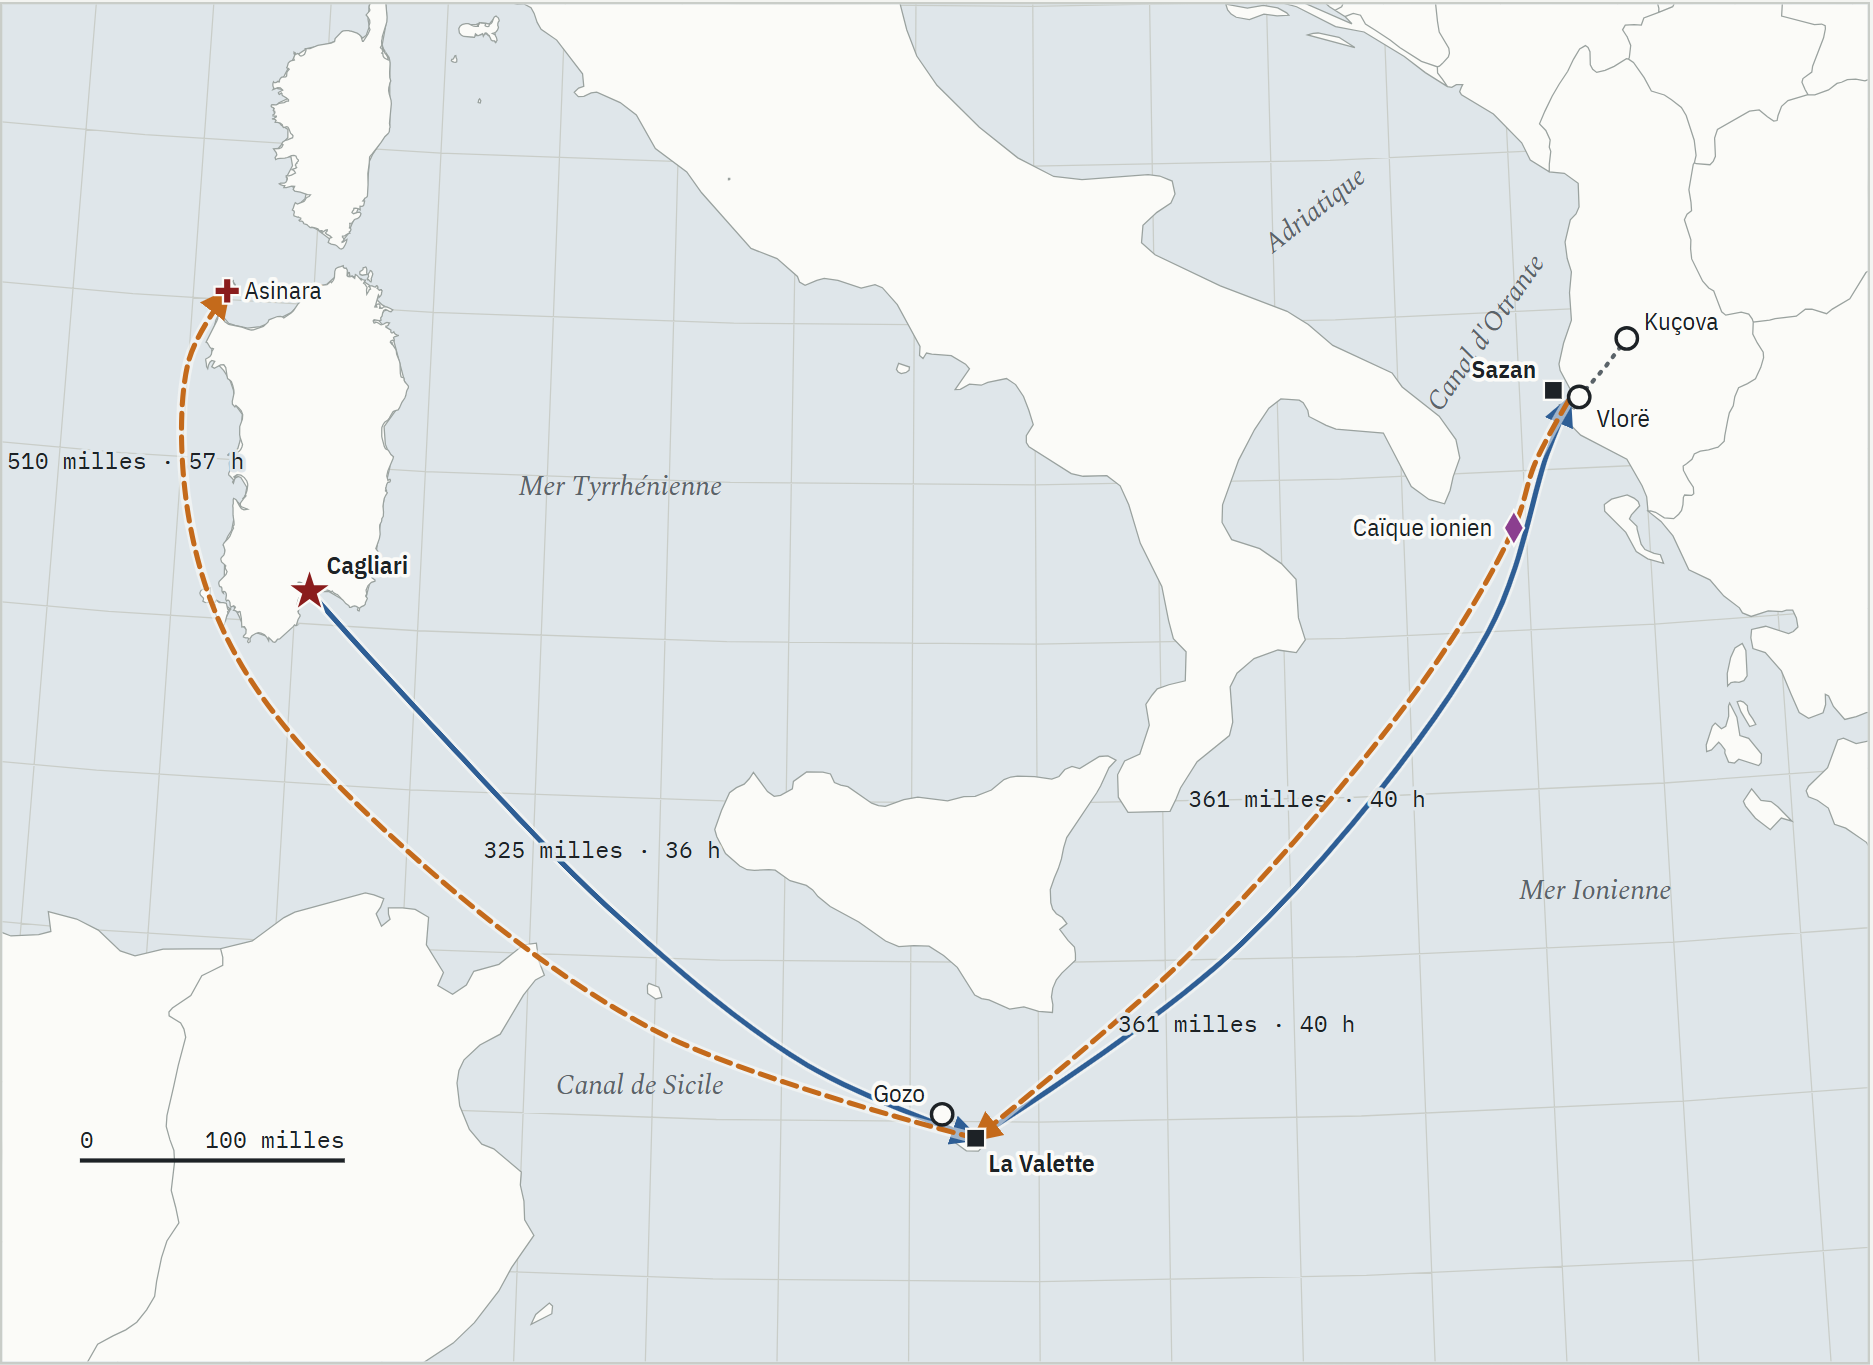 Adriatique
Canal d'Otrante
Asinara
Kuçova
Sazan
Vlorë
510 milles · 57 h
Mer Tyrrhénienne
Caïque ionien
Cagliari
361 milles · 40 h
325 milles · 36 h
Mer Ionienne
361 milles · 40 h
Canal de Sicile
Gozo
0 100 milles
La Valette